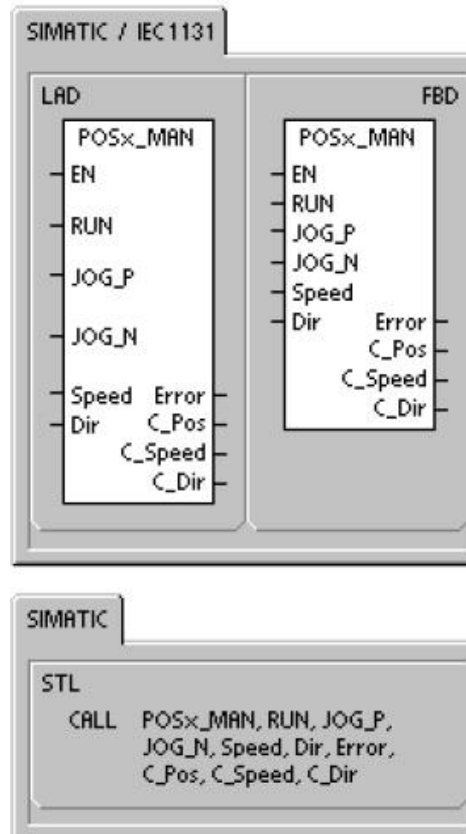 SIMATIC / IEC1131
LAD
POSx_MAN
EN
RUN
JOG_P
JOG_N
Speed Error
Dir C_Pos
C_Speed
C_Dir
FBD
POSx_MAN
EN
RUN
JOG_P
JOG_N
Speed
Dir Error
C_Pos
C_Speed
C_Dir
SIMATIC
STL
CALL POSx_MAN, RUN, JOG_P,
JOG_N, Speed, Dir, Error,
C_Pos, C_Speed, C_Dir